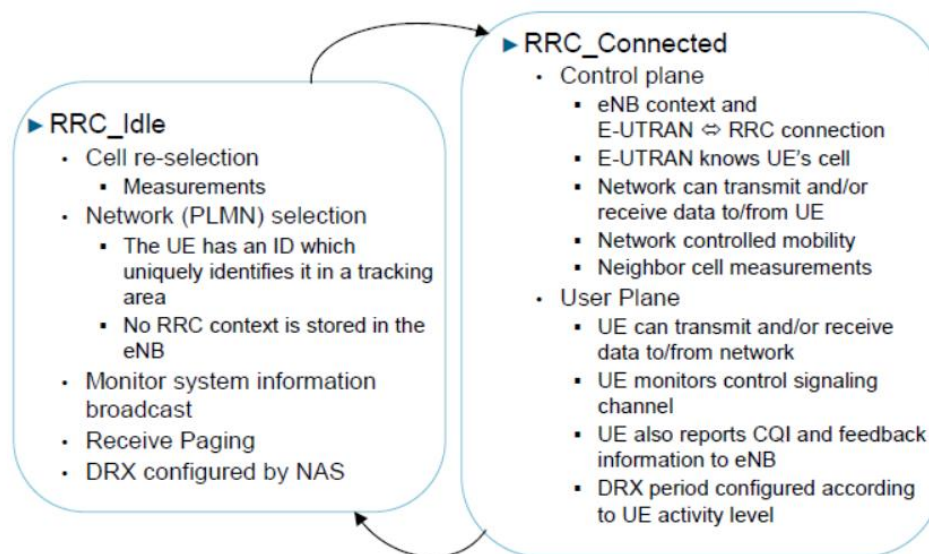 ► RRC_Idle
• Cell re-selection
▪ Measurements
• Network (PLMN) selection
▪ The UE has an ID which
uniquely identifies it in a tracking
area
▪ No RRC context is stored in the
eNB
• Monitor system information
broadcast
• Receive Paging
• DRX configured by NAS
► RRC_Connected
• Control plane
▪ eNB context and
E-UTRAN ⇔ RRC connection
▪ E-UTRAN knows UE's cell
▪ Network can transmit and/or
receive data to/from UE
▪ Network controlled mobility
▪ Neighbor cell measurements
• User Plane
▪ UE can transmit and/or receive
data to/from network
▪ UE monitors control signaling
channel
▪ UE also reports CQI and feedback
information to eNB
▪ DRX period configured according
to UE activity level